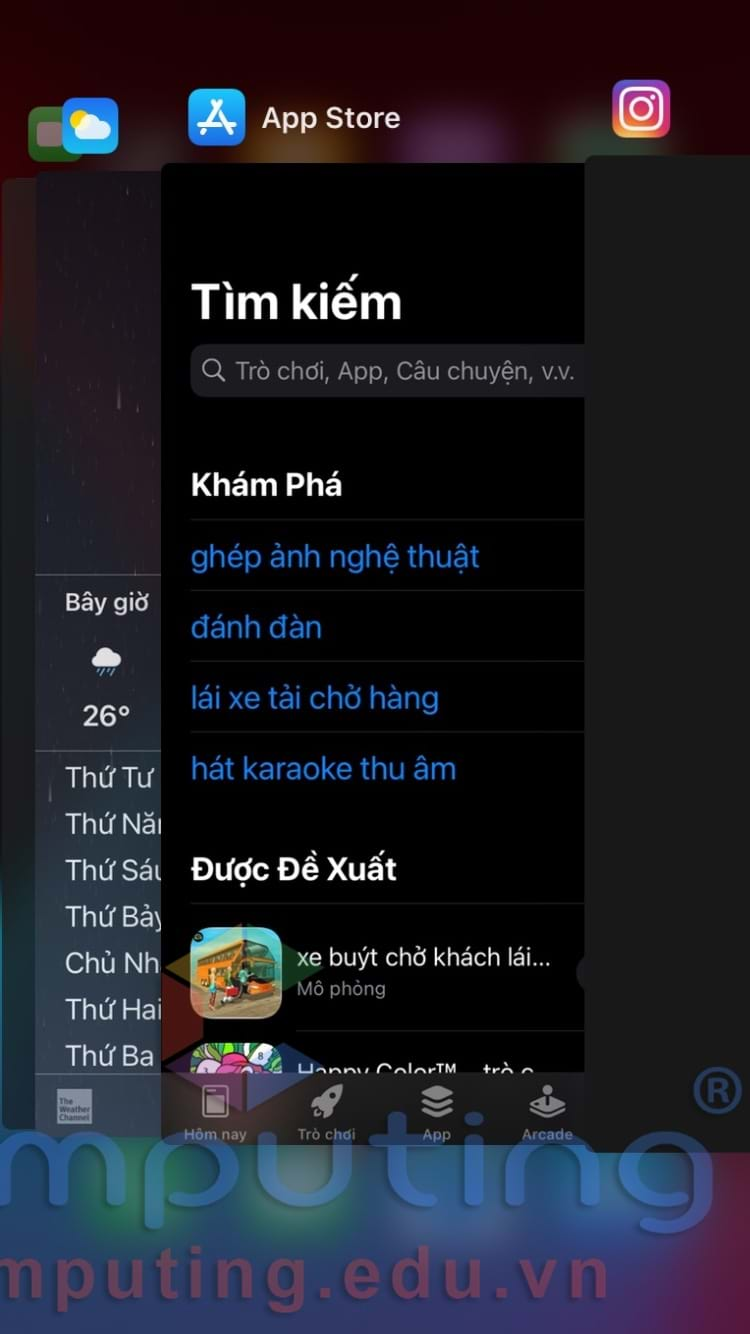 App Store
Tìm kiếm
Trò chơi, App, Câu chuyện, v.v.
Khám Phá
ghép ảnh nghệ thuật
đánh đàn
lái xe tải chở hàng
hát karaoke thu âm
Được Đề Xuất
xe buýt chở khách lái...
Mô phỏng
Happy Color™
Hôm nay
Trò chơi
App
Arcade
Bây giờ
26°
Thứ Tư
Thứ Năm
Thứ Sáu
Thứ Bảy
Chủ Nh
Thứ Hai
Thứ Ba
The
Weather
Channel
®
mputing
mputing.edu.vn